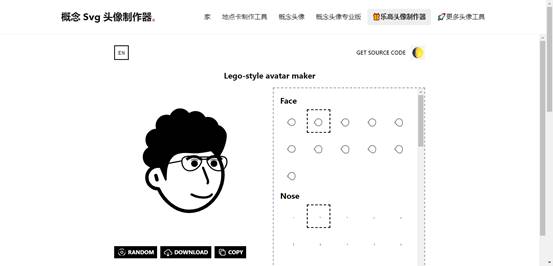 概念 Svg 头像制作器。
家 地点卡制作工具 概念头像 概念头像专业版 乐高头像制作器 更多头像工具
EN
GET SOURCE CODE
Lego-style avatar maker
Face
Nose
RANDOM DOWNLOAD COPY